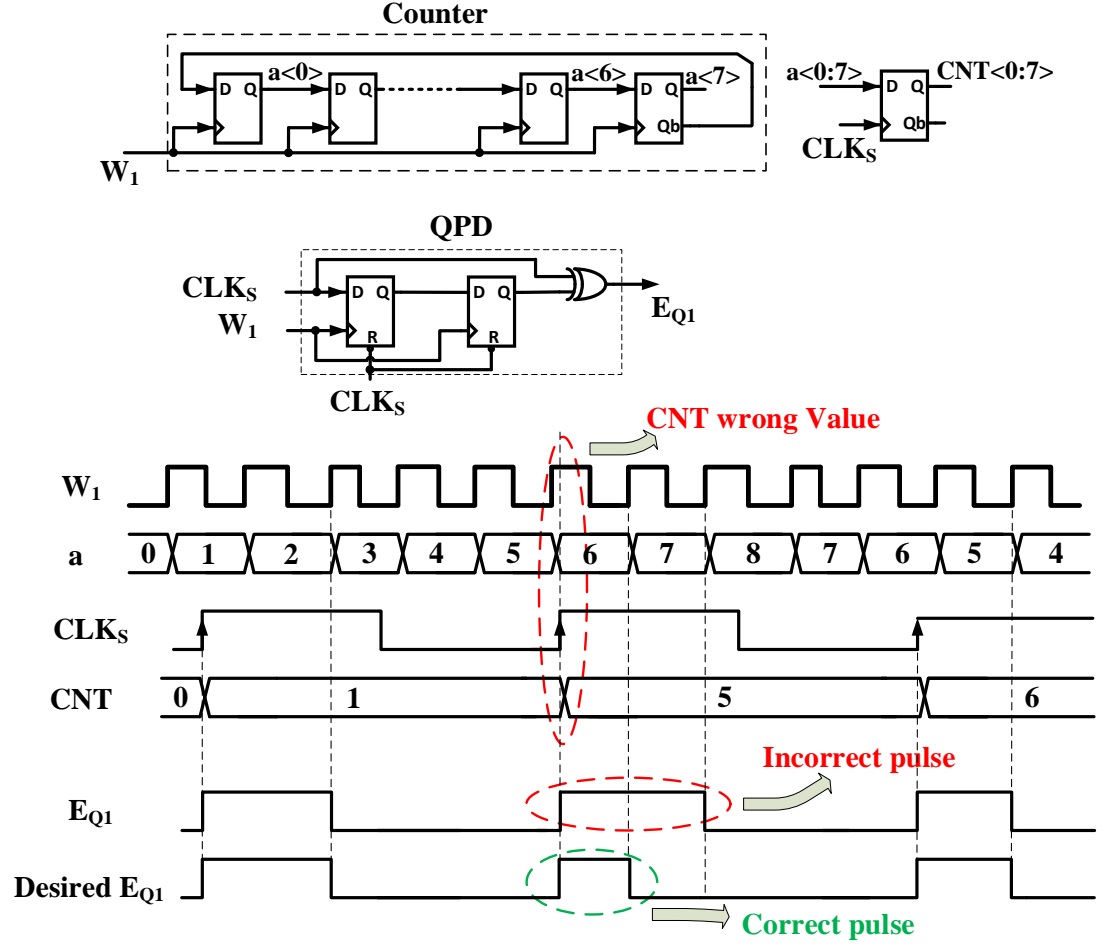 Counter
D Q a<0> D Q D Q a<6> D Q a<7>
Qb
W1
a<0:7> D Q CNT<0:7>
Qb
CLKS
QPD
CLKS D Q D Q
EQ1
W1
R R
CLKS
CNT wrong Value
W1
a 0 1 2 3 4 5 6 7 8 7 6 5 4
CLKS
CNT 0 1 5 6
Incorrect pulse
EQ1
Desired EQ1
Correct pulse